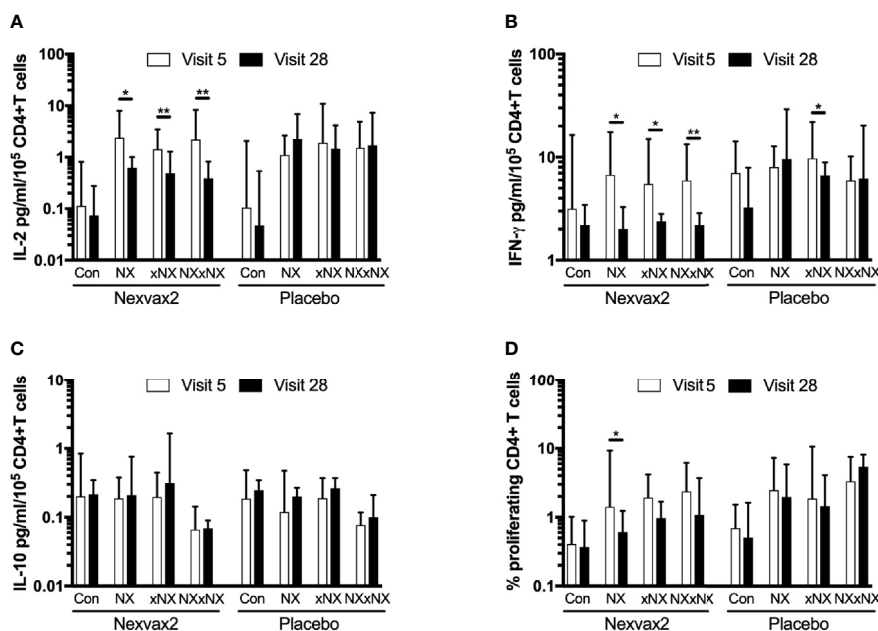 A
IL-2 pg/ml/10⁵ CD4+T cells
100
10
1
0.1
0.01
Visit 5 Visit 28
* ** **
Con NX xNX NXxNX Con NX xNX NXxNX
Nexvax2 Placebo
B
IFN-γ pg/ml/10⁵ CD4+T cells
100
10
1
Visit 5 Visit 28
* * ** *
Con NX xNX NXxNX Con NX xNX NXxNX
Nexvax2 Placebo
C
IL-10 pg/ml/10⁵ CD4+T cells
10
1
0.1
0.01
Visit 5 Visit 28
Con NX xNX NXxNX Con NX xNX NXxNX
Nexvax2 Placebo
D
% proliferating CD4+ T cells
100
10
1
0.1
Visit 5 Visit 28
*
Con NX xNX NXxNX Con NX xNX NXxNX
Nexvax2 Placebo